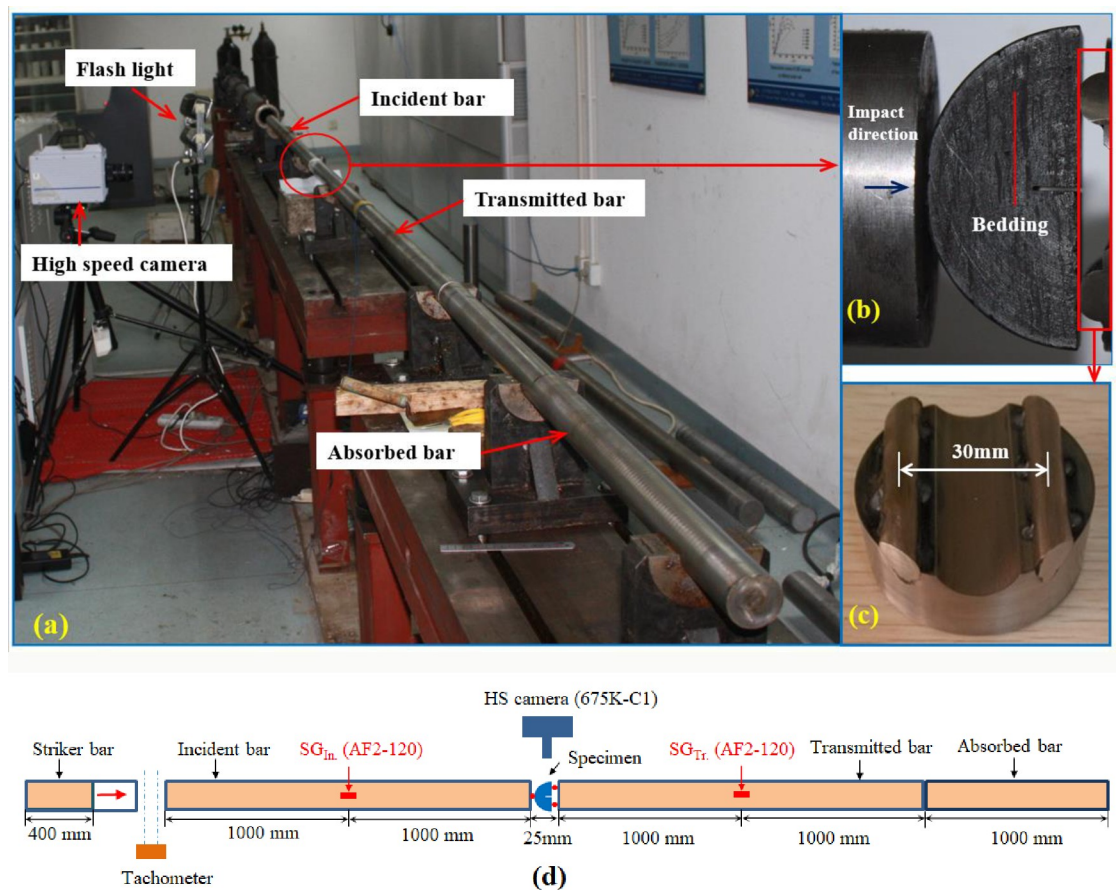 Flash light
Incident bar
Transmitted bar
High speed camera
Absorbed bar
(a)
Impact
direction
Bedding
(b)
30mm
(c)
HS camera (675K-C1)
Striker bar
Incident bar
SG_In. (AF2-120)
Specimen
SG_Tr. (AF2-120)
Transmitted bar
Absorbed bar
400 mm
1000 mm
1000 mm
25mm
1000 mm
1000 mm
1000 mm
Tachometer
(d)